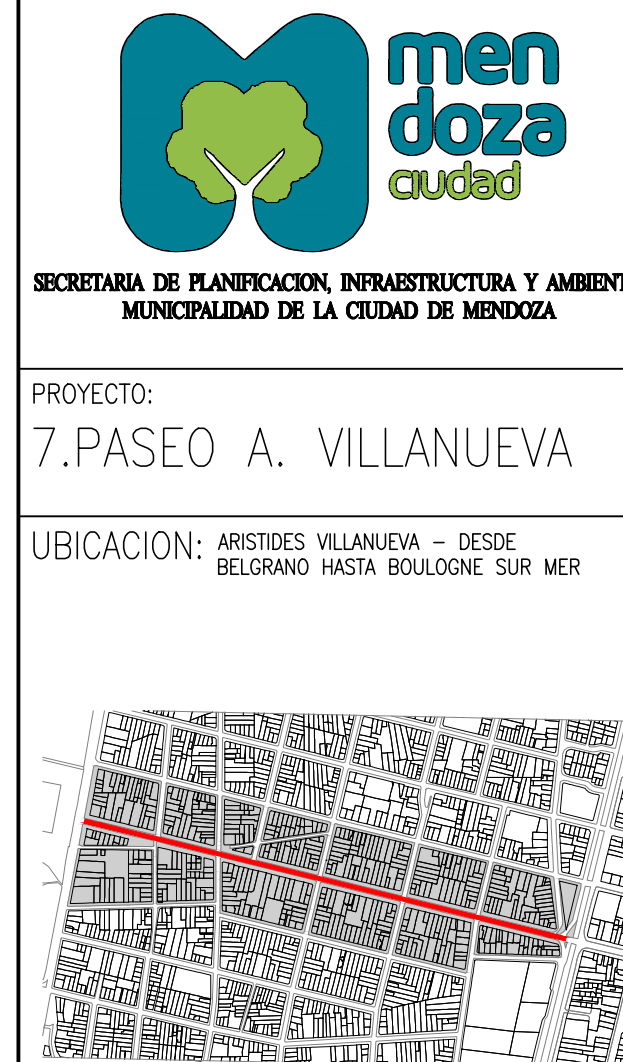 men
doza
ciudad
SECRETARIA DE PLANIFICACION, INFRAESTRUCTURA Y AMBIENT
MUNICIPALIDAD DE LA CIUDAD DE MENDOZA
PROYECTO:
7.PASEO A. VILLANUEVA
UBICACION: ARISTIDES VILLANUEVA – DESDE
BELGRANO HASTA BOULOGNE SUR MER